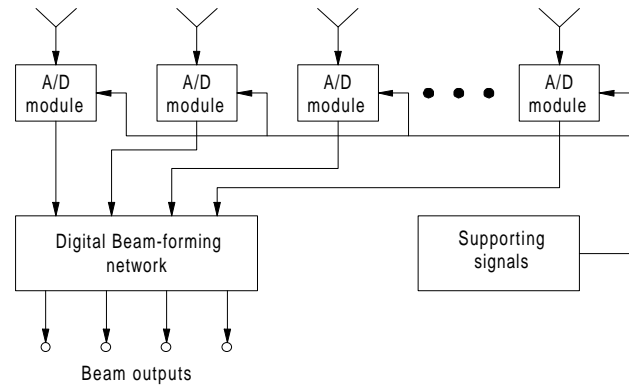 A/D
module
A/D
module
A/D
module
A/D
module
Digital Beam-forming
network
Supporting
signals
Beam outputs